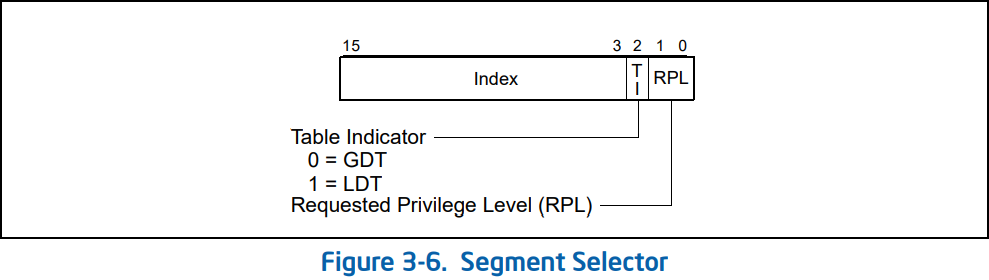 15 3 2 1 0
Index T I RPL
Table Indicator
0 = GDT
1 = LDT
Requested Privilege Level (RPL)
Figure 3-6. Segment Selector